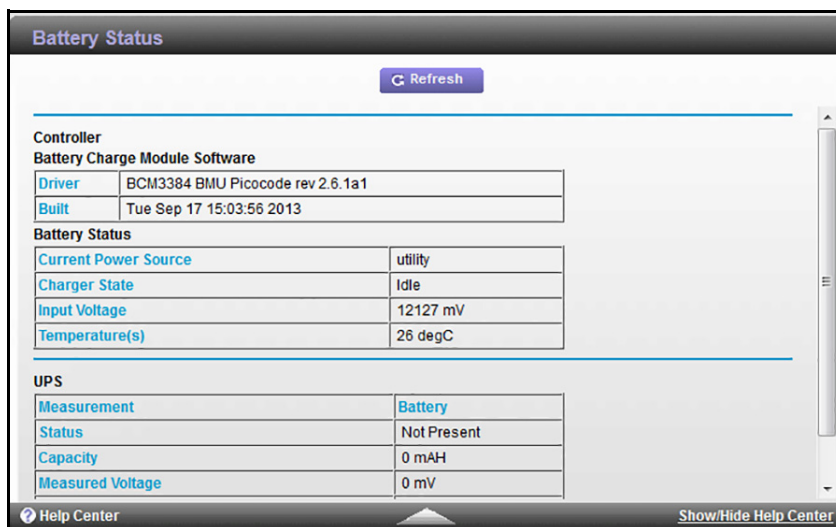 Battery Status
Refresh
Controller
Battery Charge Module Software
Driver BCM3384 BMU Picocode rev 2.6.1a1
Built Tue Sep 17 15:03:56 2013
Battery Status
Current Power Source utility
Charger State Idle
Input Voltage 12127 mV
Temperature(s) 26 degC
UPS
Measurement Battery
Status Not Present
Capacity 0 mAH
Measured Voltage 0 mV
Help Center Show/Hide Help Center